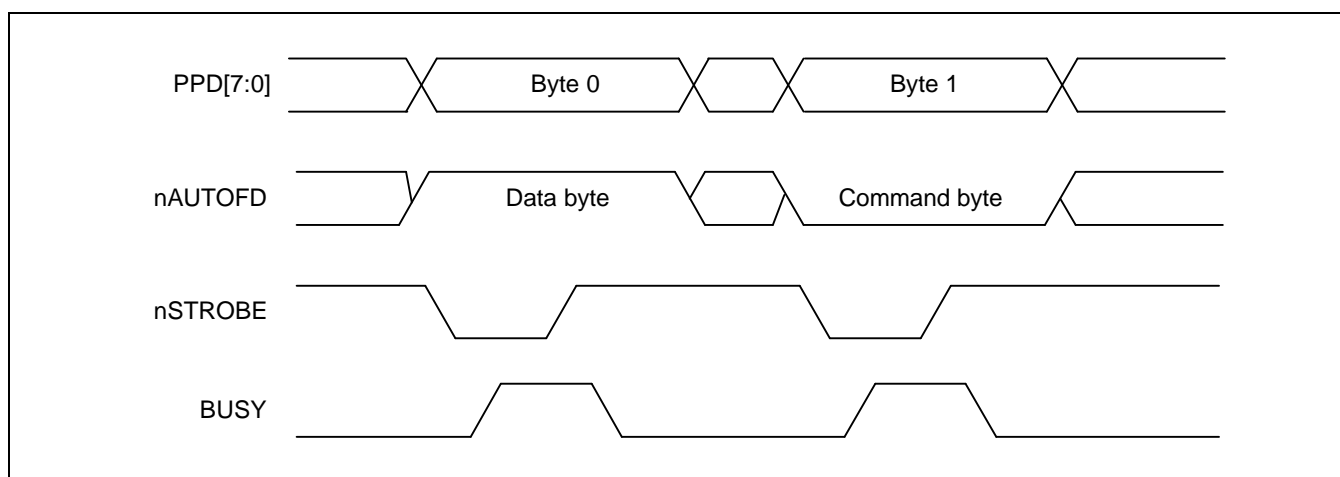 PPD[7:0]
Byte 0
Byte 1
nAUTOFD
Data byte
Command byte
nSTROBE
BUSY